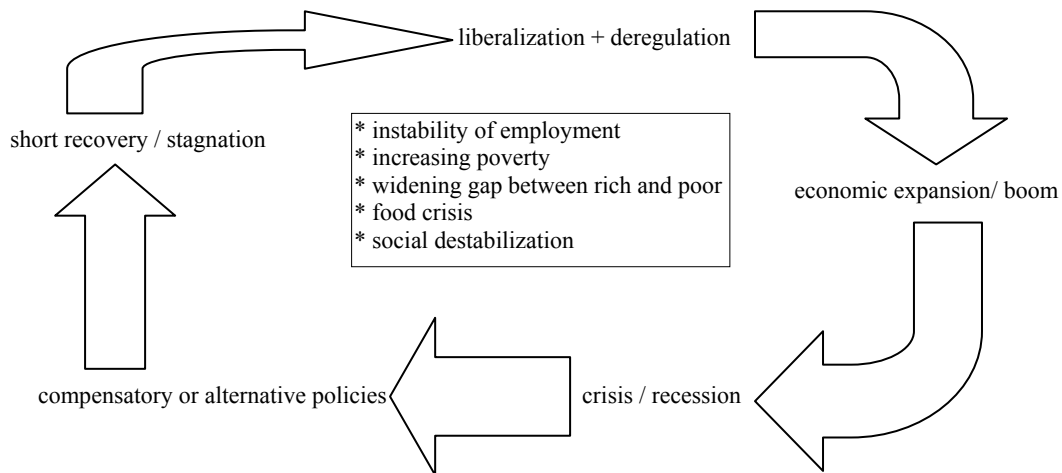 liberalization + deregulation
short recovery / stagnation
* instability of employment
* increasing poverty
* widening gap between rich and poor
* food crisis
* social destabilization
economic expansion/ boom
compensatory or alternative policies
crisis / recession